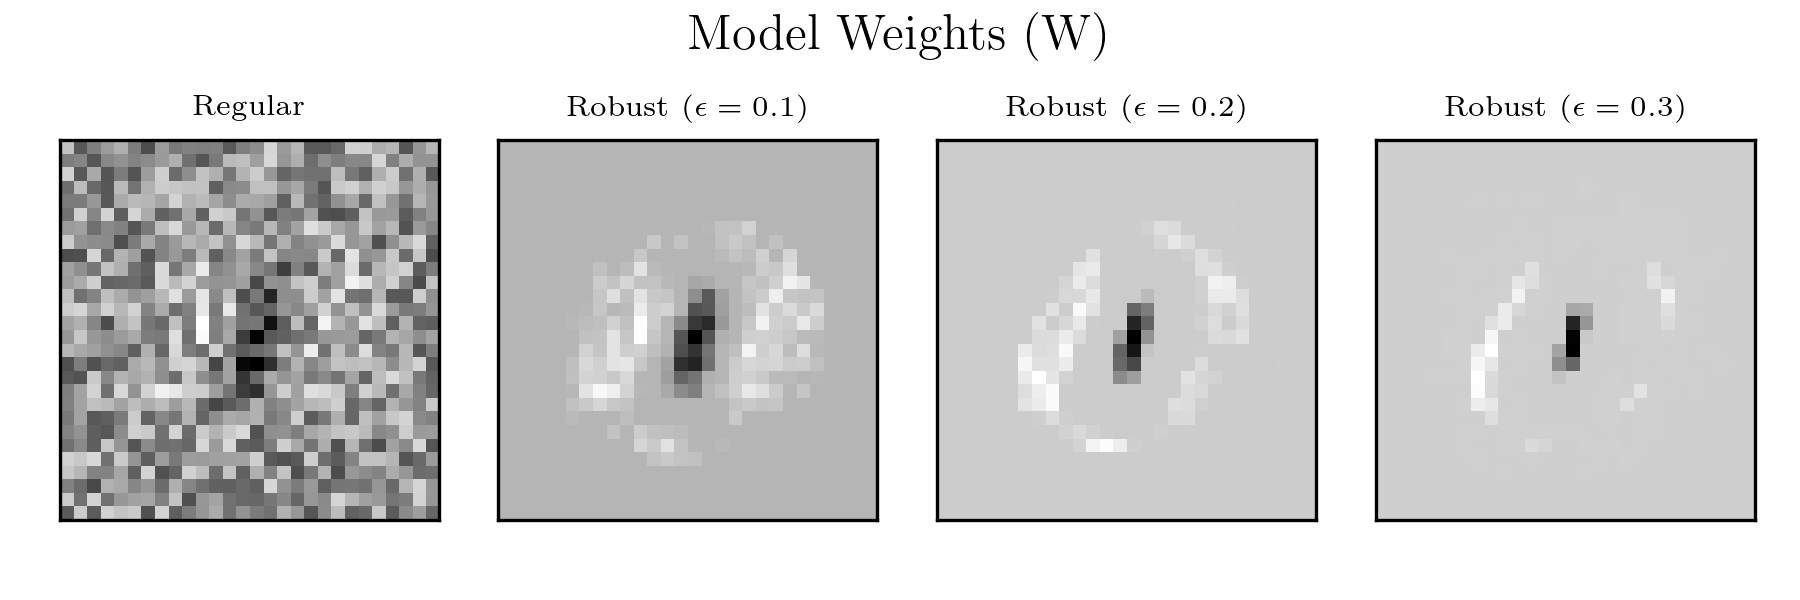 Model Weights (W)
Regular
Robust (ϵ = 0.1)
Robust (ϵ = 0.2)
Robust (ϵ = 0.3)